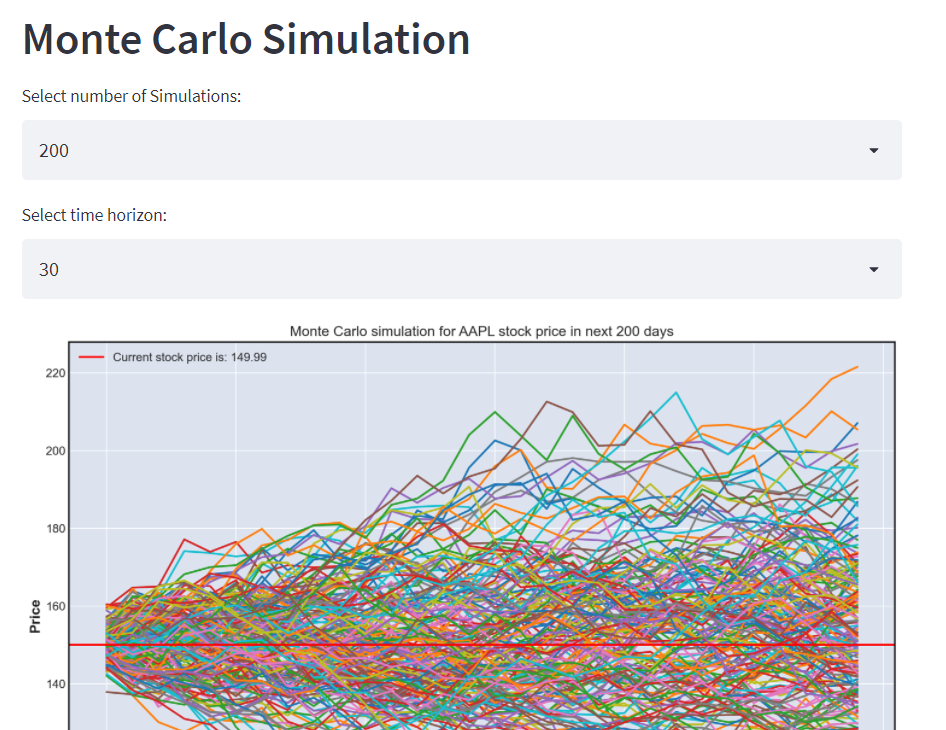 Monte Carlo Simulation
Select number of Simulations:
200
Select time horizon:
30
Monte Carlo simulation for AAPL stock price in next 200 days
Current stock price is: 149.99
220
200
180
160
140
Price